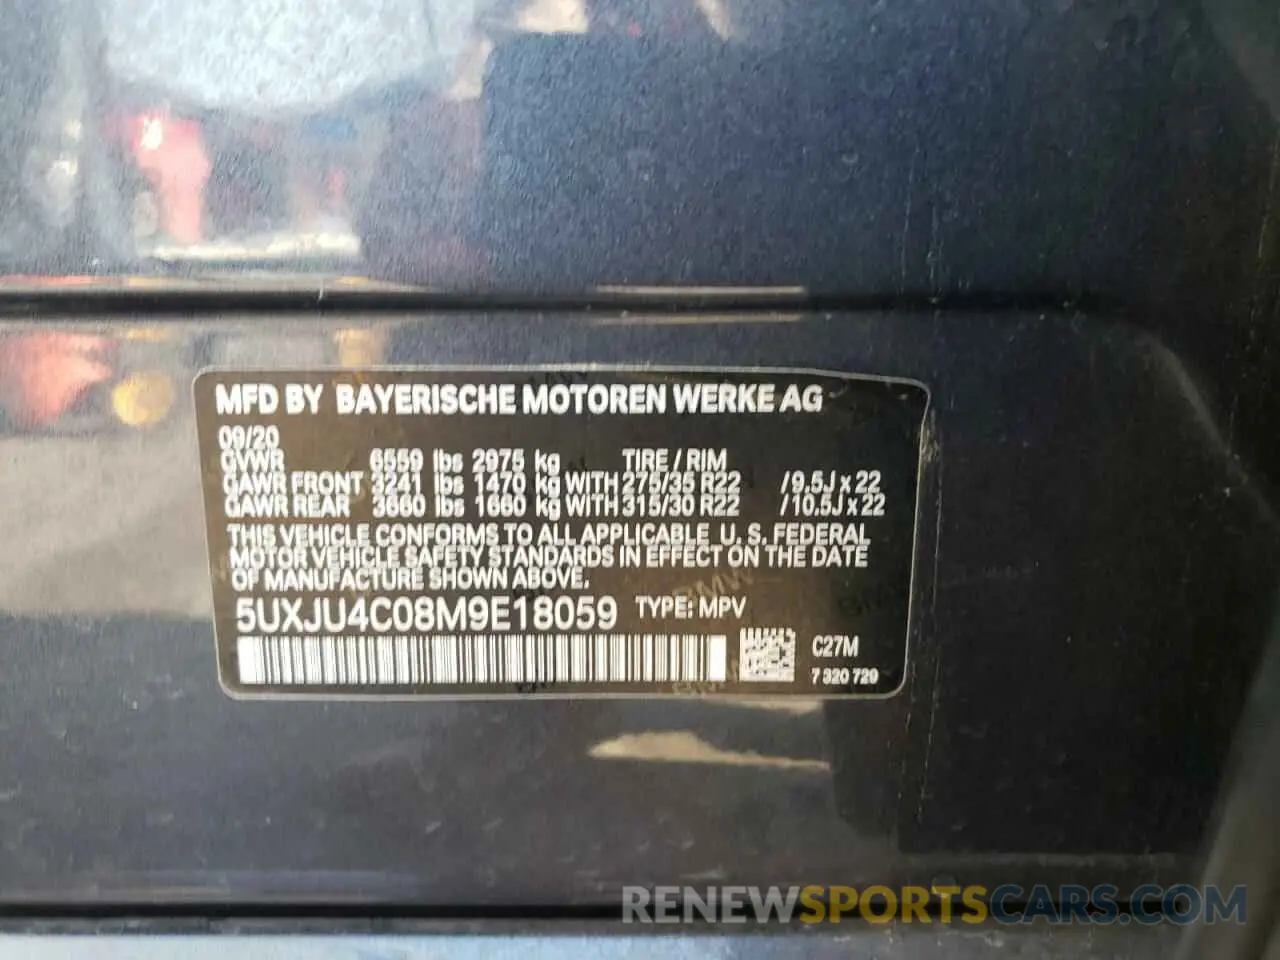 MFD BY BAYERISCHE MOTOREN WERKE AG
09/20
GVWR 6559 lbs 2975 kg TIRE / RIM
GAWR FRONT 3241 lbs 1470 kg WITH 275/35 R22 /9.5J x 22
GAWR REAR 3660 lbs 1660 kg WITH 315/30 R22 /10.5J x 22
THIS VEHICLE CONFORMS TO ALL APPLICABLE U.S. FEDERAL
MOTOR VEHICLE SAFETY STANDARDS IN EFFECT ON THE DATE
OF MANUFACTURE SHOWN ABOVE.
5UXJU4C08M9E18059 TYPE: MPV
C27M
7 320 729
RENEWSPORTSCARS.COM